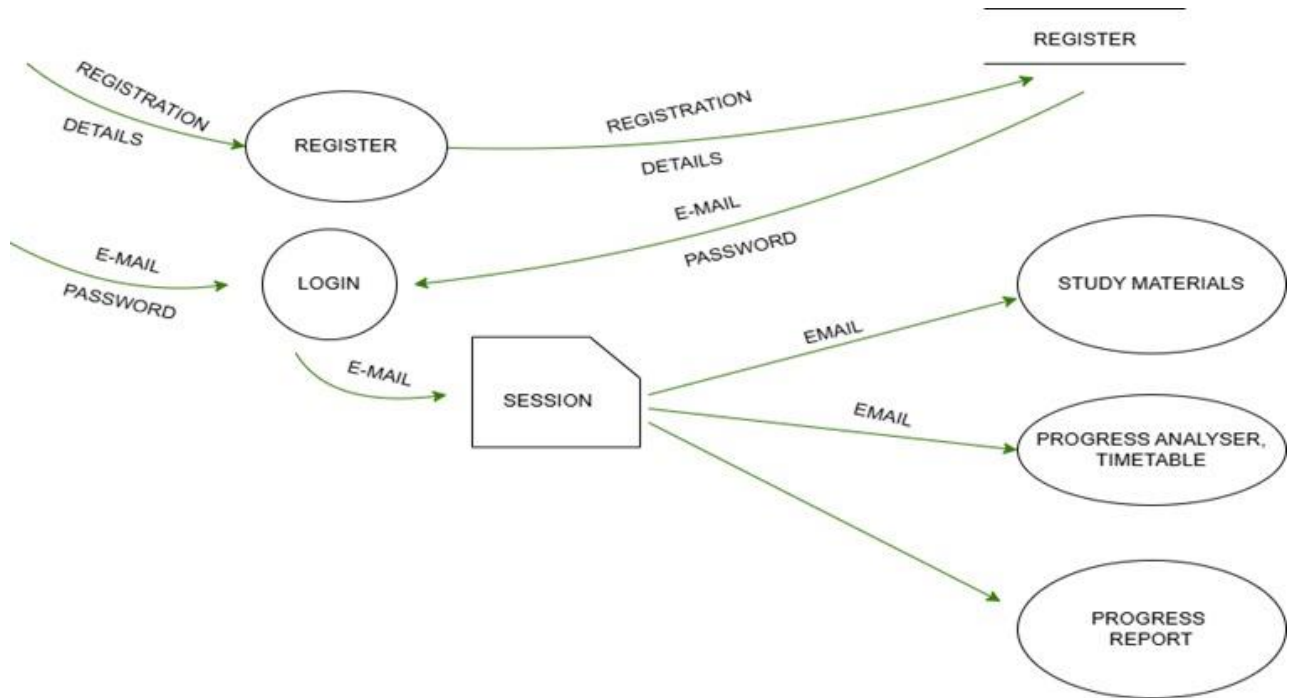 REGISTER
REGISTRATION
DETAILS
REGISTER
REGISTRATION
DETAILS
E-MAIL
PASSWORD
E-MAIL
PASSWORD
LOGIN
STUDY MATERIALS
EMAIL
E-MAIL
SESSION
EMAIL
PROGRESS ANALYSER,
TIMETABLE
PROGRESS
REPORT